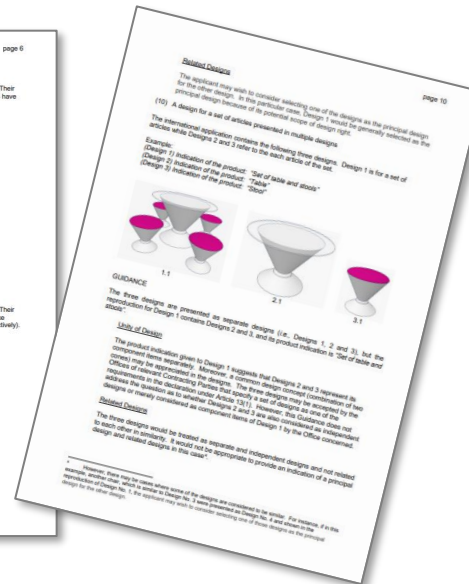 page 6
Their
have
Their
e
tively).
page 10
Related Designs
The applicant may wish to consider selecting one of the designs as the principal design
for the other design. In this particular case, Design 1 would be generally selected as the
principal design because of its potential scope of design right.
(10) A design for a set of articles presented in multiple designs
The international application contains the following three designs. Design 1 is for a set of
articles while Designs 2 and 3 refer to the each article of the set.
Example:
(Design 1) Indication of the product: "Set of table and stools"
(Design 2) Indication of the product: "Table"
(Design 3) Indication of the product: "Stool"
1.1
2.1
3.1
GUIDANCE
The three designs are presented as separate designs (i.e., Designs 1, 2 and 3), but the
reproduction for Design 1 contains Designs 2 and 3, and its product indication is "Set of table and
stools".
Unity of Design
The product indication given to Design 1 suggests that Designs 2 and 3 represent its
component items separately. Moreover, a common design concept (combination of two
cones) may be appreciated in the designs. The three designs may be accepted by the
Offices of relevant Contracting Parties that specify a set of designs as one of the
requirements in the declaration under Article 13(1). However, this Guidance does not
address the question as to whether Designs 2 and 3 are also considered as independent
designs or merely considered as component items of Design 1 by the Office concerned.
Related Designs
The three designs would be treated as separate and independent designs and not related
to each other in similarity. It would not be appropriate to provide an indication of a principal
design and related designs in this case*.
* However, there may be cases where some of the designs are considered to be similar. For instance, if in this
example, another chair, which is similar to Design No. 3 were presented as Design No. 4 and shown in the
reproduction of Design No. 1, the applicant may wish to consider selecting one of those designs as the principal
design for the other design.